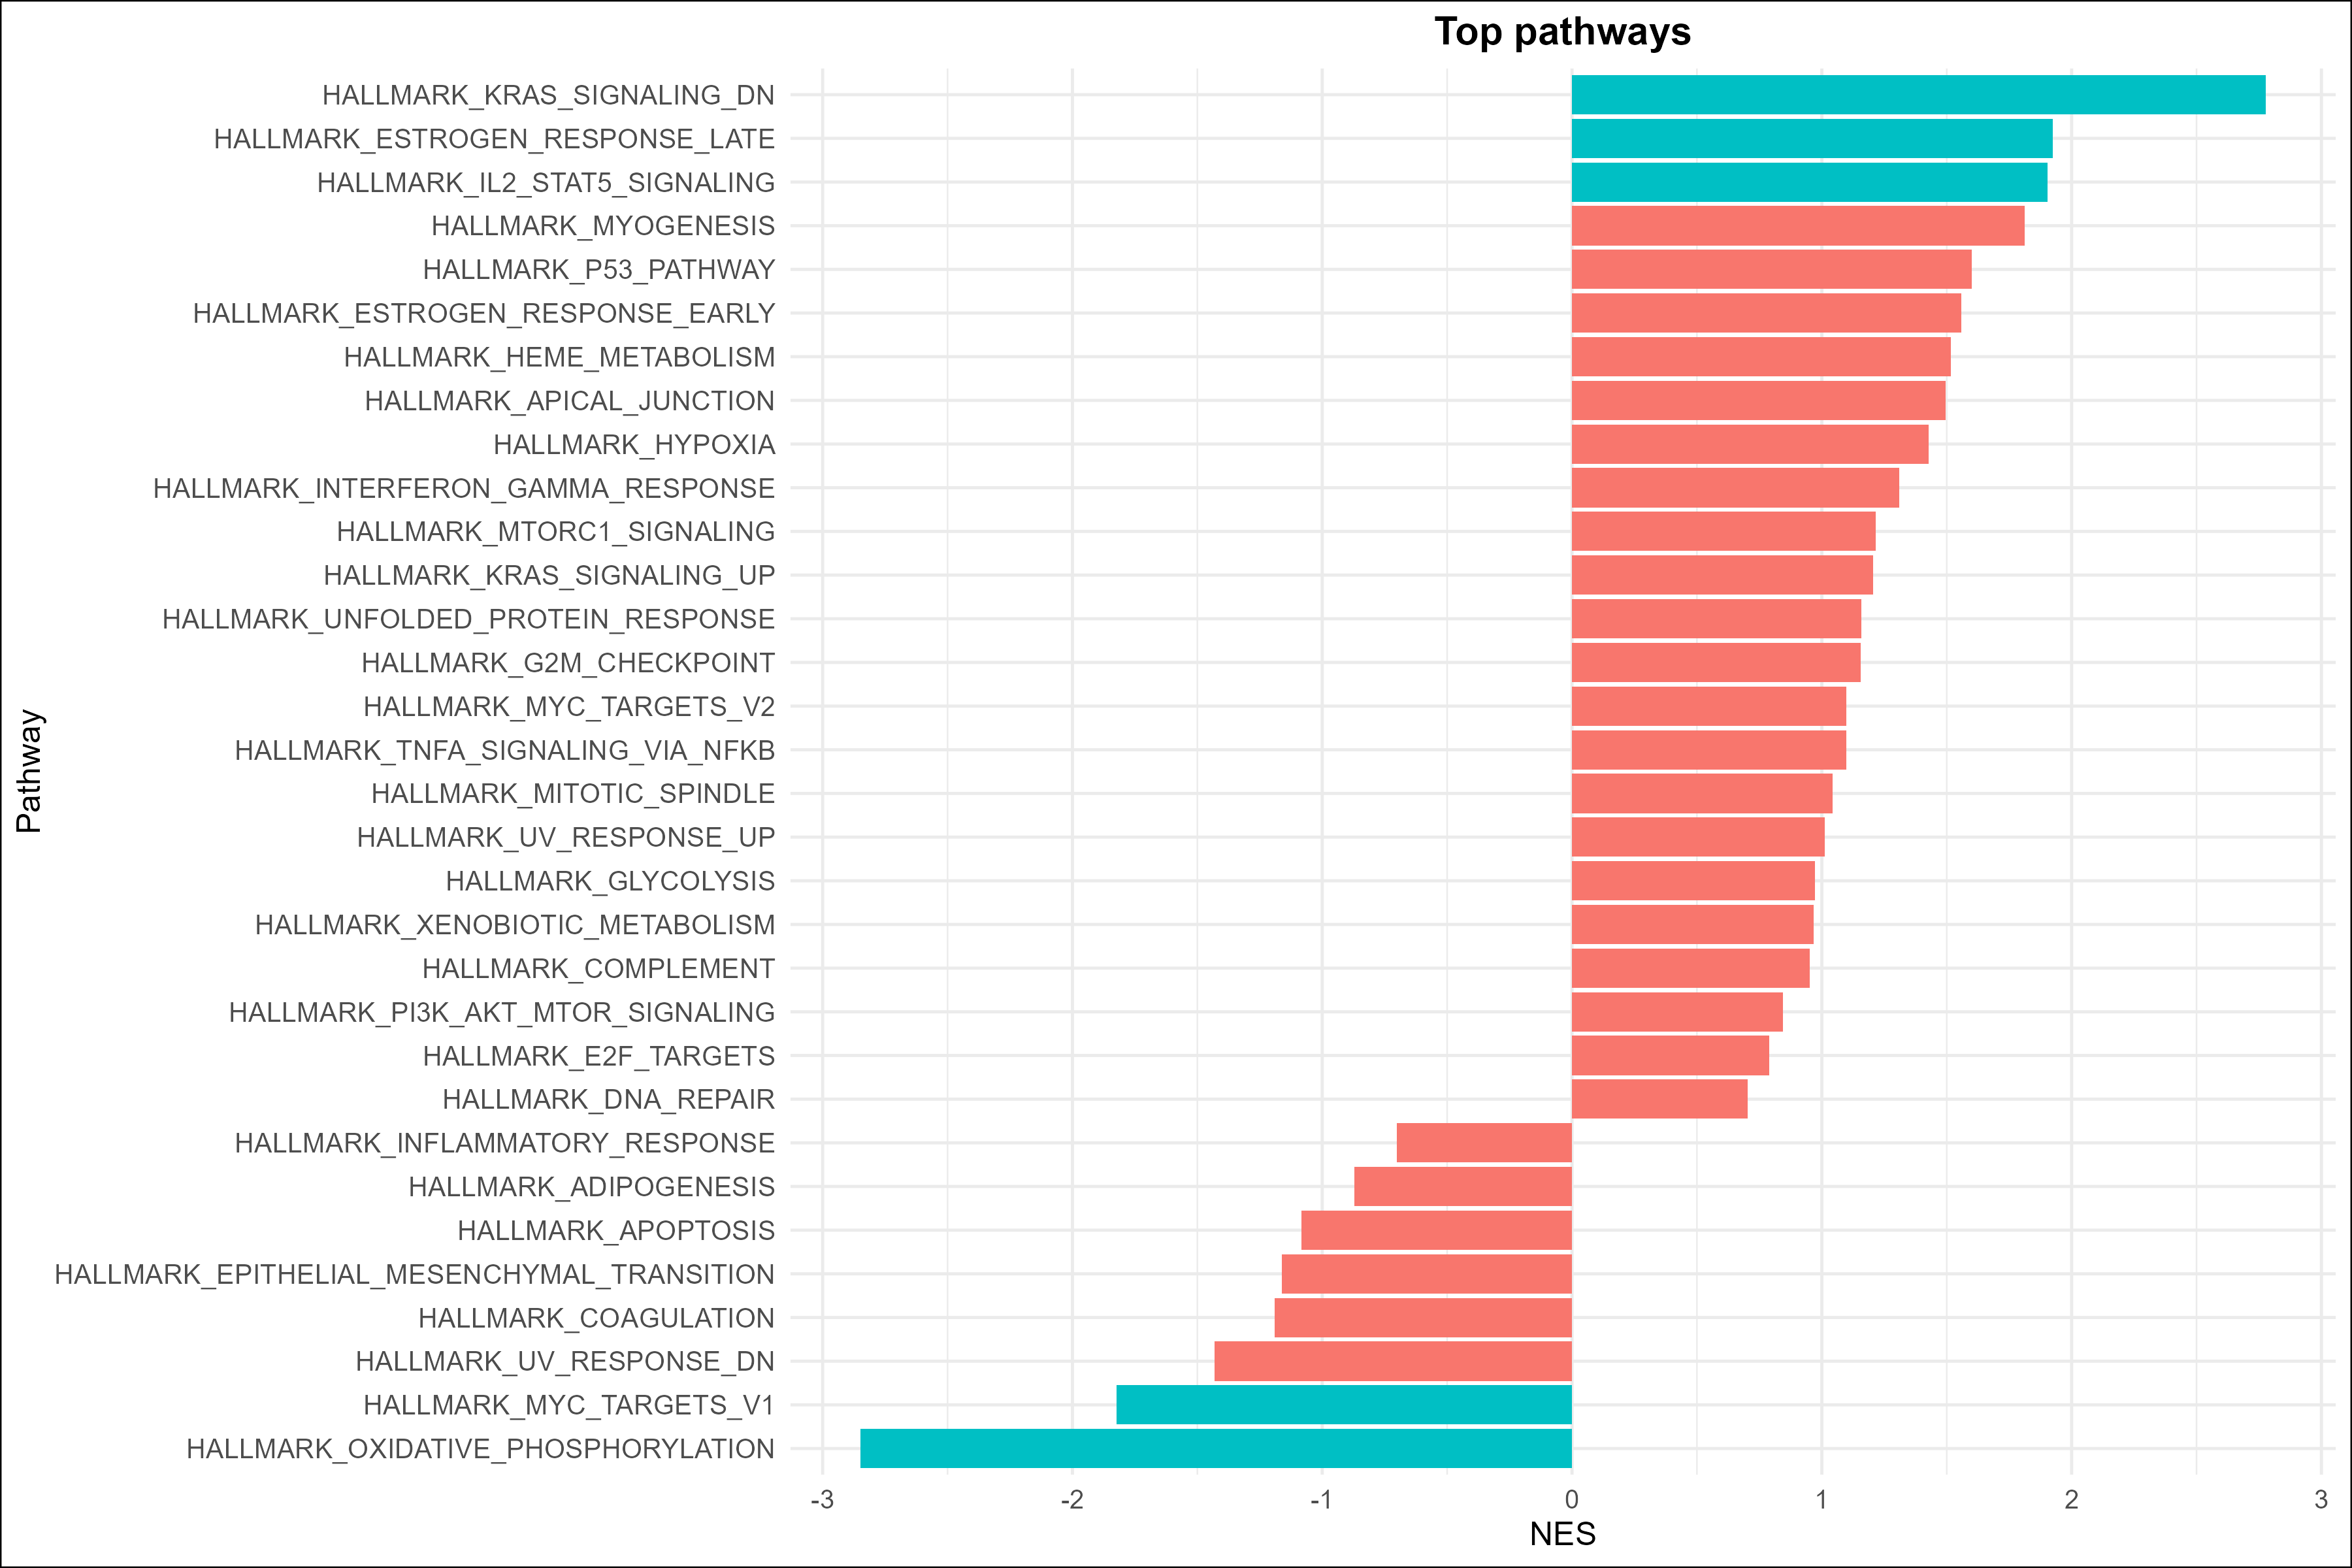 Top pathways
HALLMARK_KRAS_SIGNALING_DN
HALLMARK_ESTROGEN_RESPONSE_LATE
HALLMARK_IL2_STAT5_SIGNALING
HALLMARK_MYOGENESIS
HALLMARK_P53_PATHWAY
HALLMARK_ESTROGEN_RESPONSE_EARLY
HALLMARK_HEME_METABOLISM
HALLMARK_APICAL_JUNCTION
HALLMARK_HYPOXIA
HALLMARK_INTERFERON_GAMMA_RESPONSE
HALLMARK_MTORC1_SIGNALING
HALLMARK_KRAS_SIGNALING_UP
HALLMARK_UNFOLDED_PROTEIN_RESPONSE
HALLMARK_G2M_CHECKPOINT
HALLMARK_MYC_TARGETS_V2
HALLMARK_TNFA_SIGNALING_VIA_NFKB
HALLMARK_MITOTIC_SPINDLE
HALLMARK_UV_RESPONSE_UP
HALLMARK_GLYCOLYSIS
HALLMARK_XENOBIOTIC_METABOLISM
HALLMARK_COMPLEMENT
HALLMARK_PI3K_AKT_MTOR_SIGNALING
HALLMARK_E2F_TARGETS
HALLMARK_DNA_REPAIR
HALLMARK_INFLAMMATORY_RESPONSE
HALLMARK_ADIPOGENESIS
HALLMARK_APOPTOSIS
HALLMARK_EPITHELIAL_MESENCHYMAL_TRANSITION
HALLMARK_COAGULATION
HALLMARK_UV_RESPONSE_DN
HALLMARK_MYC_TARGETS_V1
HALLMARK_OXIDATIVE_PHOSPHORYLATION
Pathway
-3 -2 -1 0 1 2 3
NES